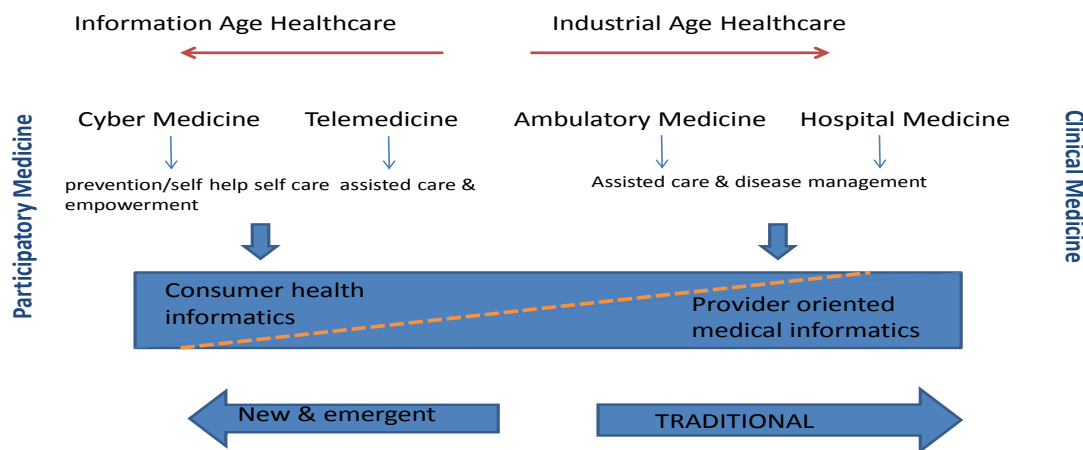 Information Age Healthcare
Industrial Age Healthcare
Participatory Medicine
Clinical Medicine
Cyber Medicine
Telemedicine
Ambulatory Medicine
Hospital Medicine
prevention/self help self care assisted care &
empowerment
Assisted care & disease management
Consumer health
informatics
Provider oriented
medical informatics
New & emergent
TRADITIONAL